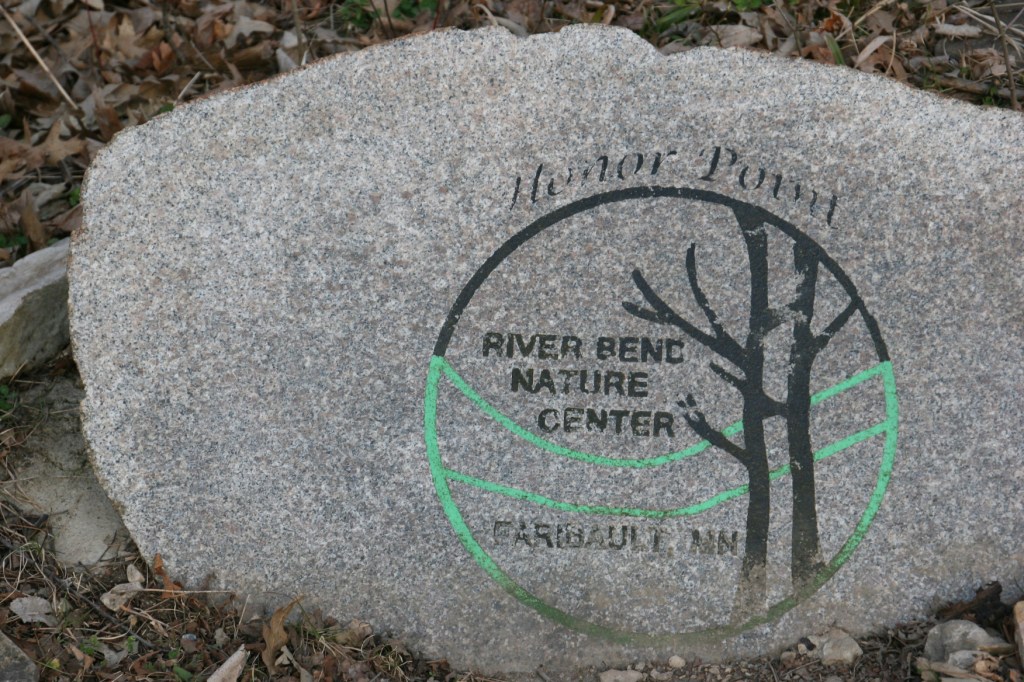 Honor Point
RIVER BEND
NATURE
CENTER
FARIBAULT, MN